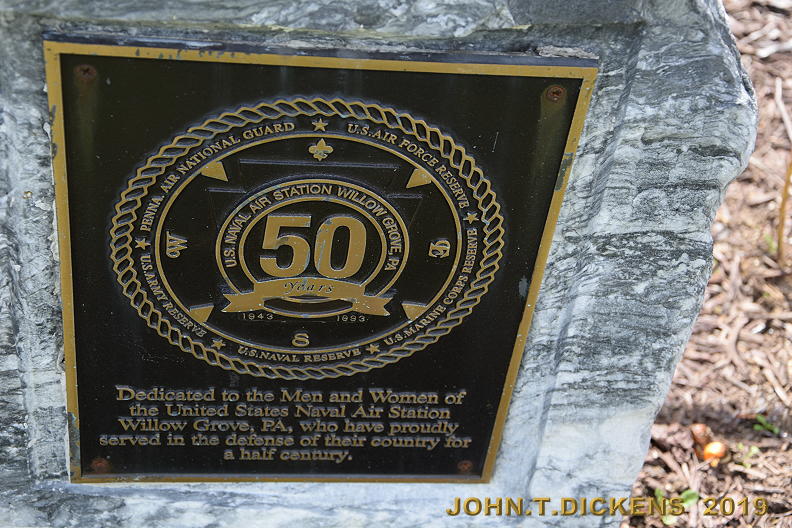 PENNA. AIR NATIONAL GUARD
U.S. AIR FORCE RESERVE
U.S. MARINE CORPS RESERVE
U.S. NAVAL RESERVE
U.S. ARMY RESERVE
W
E
S
U.S. NAVAL AIR STATION WILLOW GROVE, PA
50
Years
1943 1993
Dedicated to the Men and Women of
the United States Naval Air Station
Willow Grove, PA, who have proudly
served in the defense of their country for
a half century.
JOHN.T.DICKENS 2019